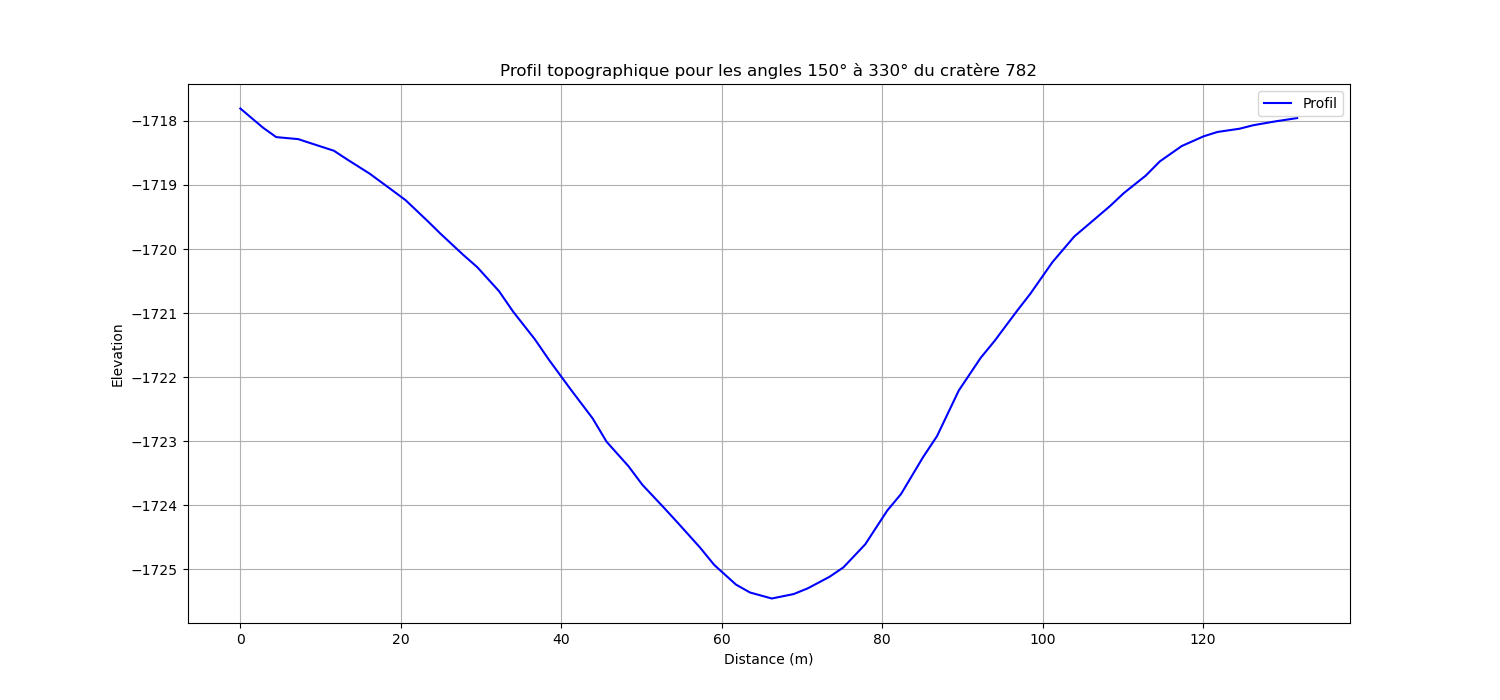 Profil topographique pour les angles 150° à 330° du cratère 782
Profil
−1718
−1719
−1720
−1721
−1722
−1723
−1724
−1725
Elevation
0 20 40 60 80 100 120
Distance (m)